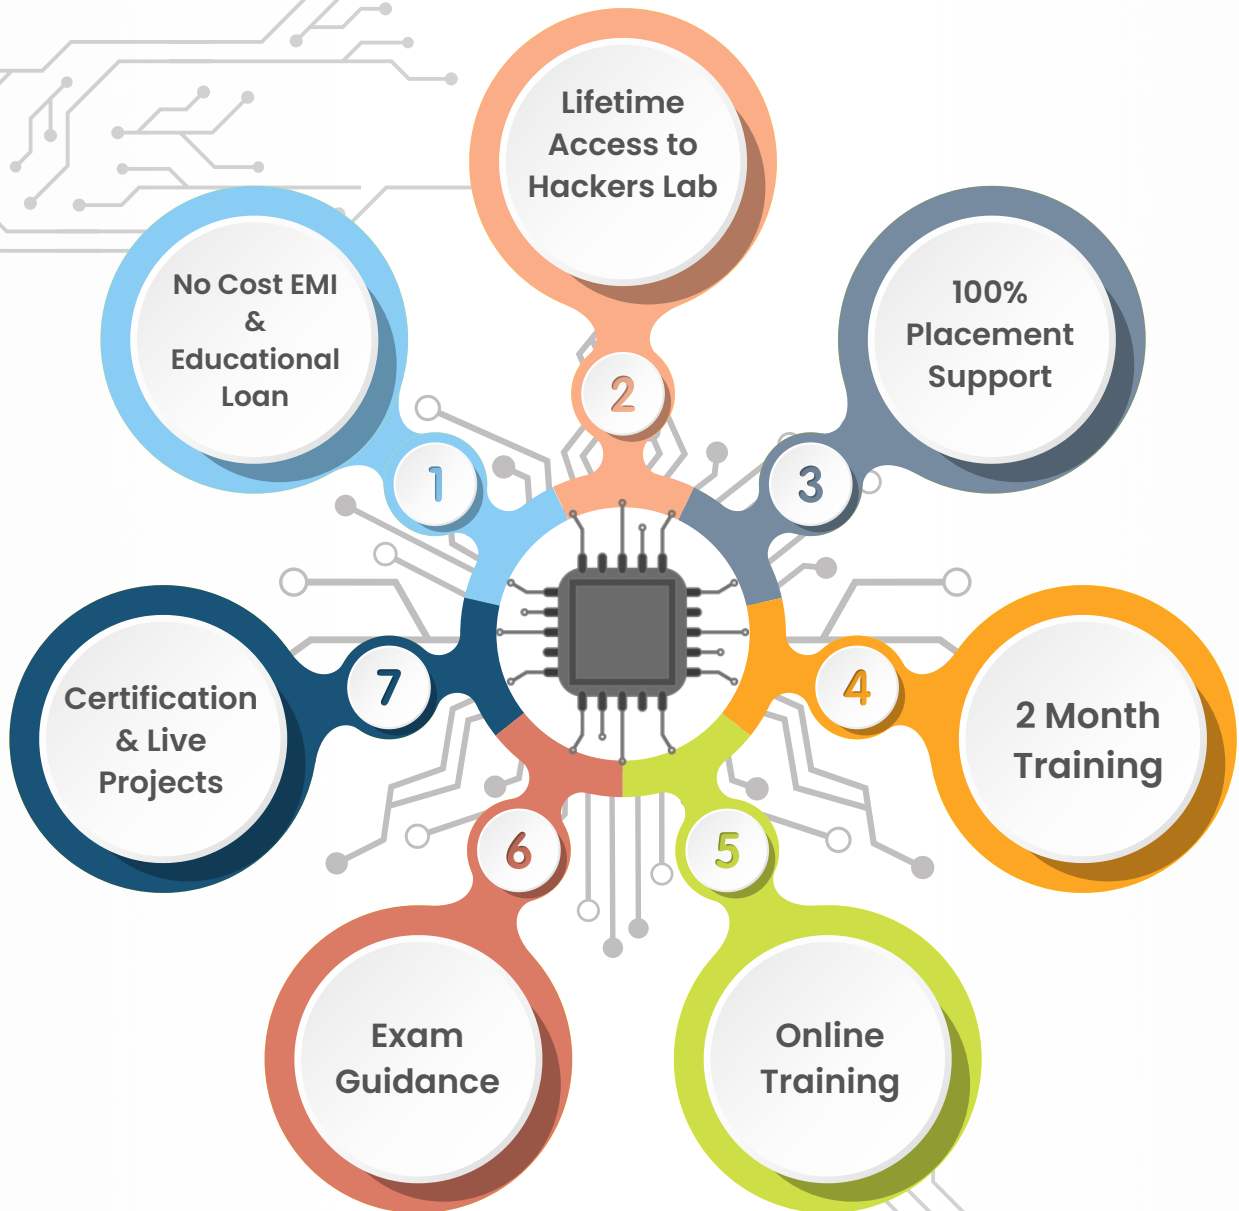 No Cost EMI
&
Educational
Loan
1
Lifetime
Access to
Hackers Lab
2
100%
Placement
Support
3
2 Month
Training
4
Online
Training
5
Exam
Guidance
6
Certification
& Live
Projects
7